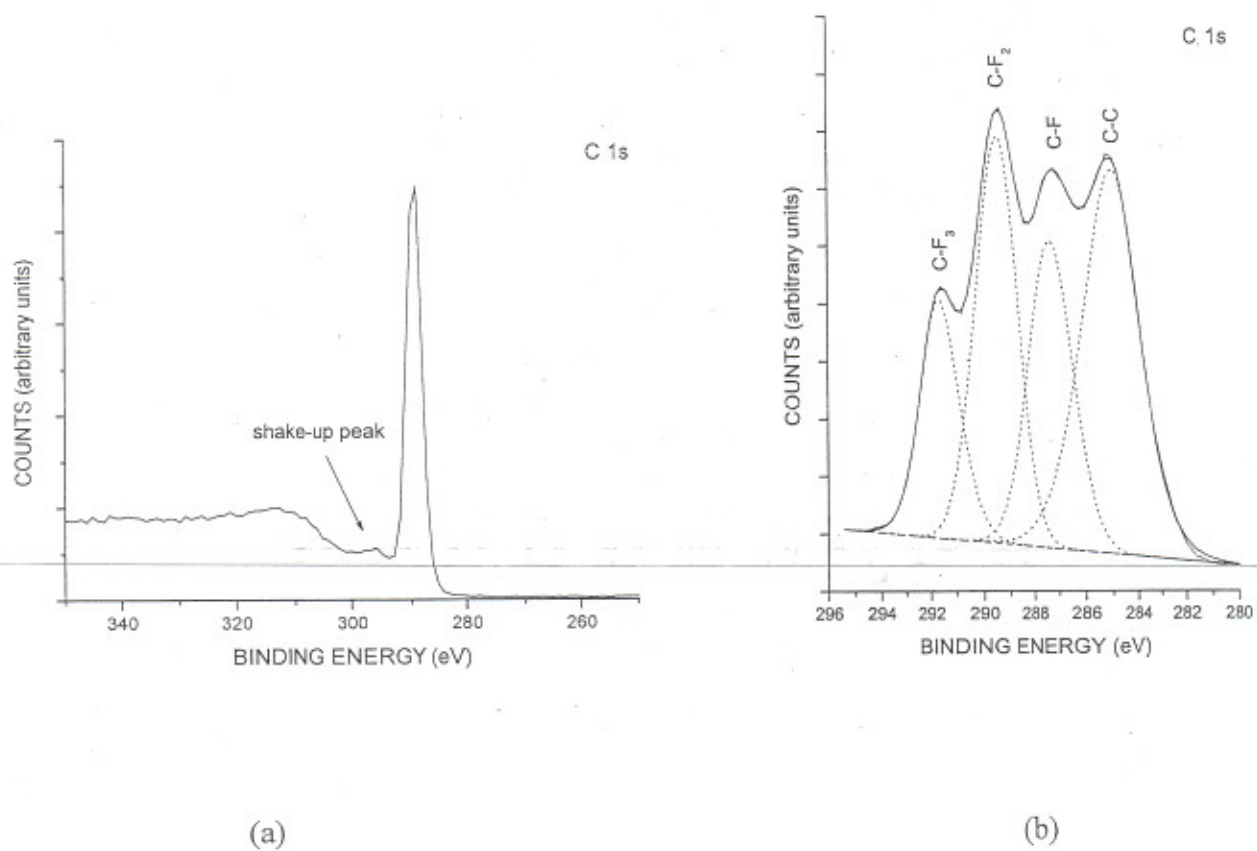 C 1s
COUNTS (arbitrary units)
shake-up peak
340
320
300
280
260
BINDING ENERGY (eV)
(a)
C 1s
C-F₃
C-F₂
C-F
C-C
COUNTS (arbitrary units)
296
294
292
290
288
286
284
282
280
BINDING ENERGY (eV)
(b)